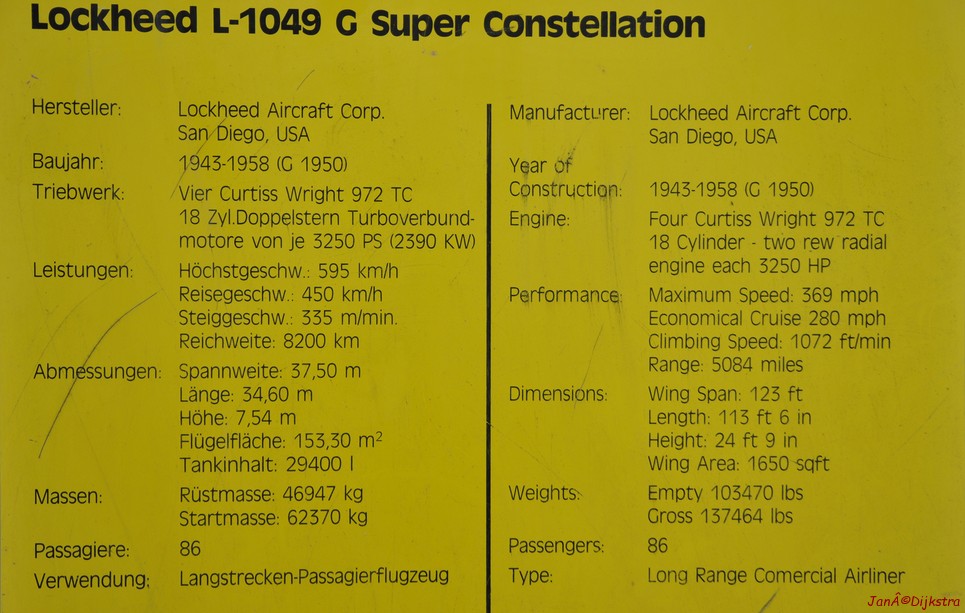 Lockheed L-1049 G Super Constellation
Hersteller: Lockheed Aircraft Corp.
San Diego, USA
Baujahr: 1943-1958 (G 1950)
Triebwerk: Vier Curtiss Wright 972 TC
18 Zyl.Doppelstern Turboverbund-
motore von je 3250 PS (2390 KW)
Leistungen: Höchstgeschw.: 595 km/h
Reisegeschw.: 450 km/h
Steiggeschw.: 335 m/min.
Reichweite: 8200 km
Abmessungen: Spannweite: 37,50 m
Länge: 34,60 m
Höhe: 7,54 m
Flügelfläche: 153,30 m²
Tankinhalt: 29400 l
Massen: Rüstmasse: 46947 kg
Startmasse: 62370 kg
Passagiere: 86
Verwendung: Langstrecken-Passagierflugzeug
Manufacturer: Lockheed Aircraft Corp.
San Diego, USA
Year of
Construction: 1943-1958 (G 1950)
Engine: Four Curtiss Wright 972 TC
18 Cylinder - two rew radial
engine each 3250 HP
Performance: Maximum Speed: 369 mph
Economical Cruise 280 mph
Climbing Speed: 1072 ft/min
Range: 5084 miles
Dimensions: Wing Span: 123 ft
Length: 113 ft 6 in
Height: 24 ft 9 in
Wing Area: 1650 sqft
Weights: Empty 103470 lbs
Gross 137464 lbs
Passengers: 86
Type: Long Range Comercial Airliner
JanÂ©Dijkstra